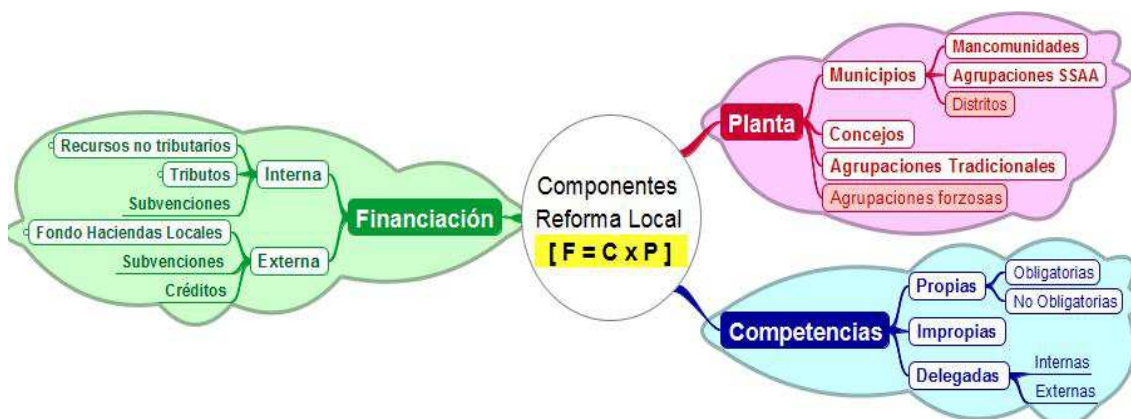 Componentes
Reforma Local
[ F = C x P ]
Planta
Municipios
Mancomunidades
Agrupaciones SSAA
Distritos
Concejos
Agrupaciones Tradicionales
Agrupaciones forzosas
Competencias
Propias
Obligatorias
No Obligatorias
Impropias
Delegadas
Internas
Externas
Financiación
Interna
Recursos no tributarios
Tributos
Subvenciones
Externa
Fondo Haciendas Locales
Subvenciones
Créditos